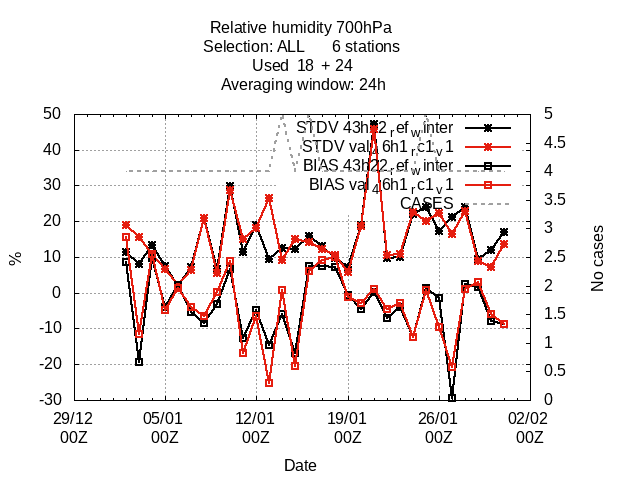 Relative humidity 700hPa
Selection: ALL 6 stations
Used 18 + 24
Averaging window: 24h
50 5
STDV 43h22_ref_winter
40 4.5
STDV val_46h1_rc1_v1
BIAS 43h22_ref_winter
30 4
BIAS val_46h1_rc1_v1
3.5
CASES
20 3
10 2.5
% No cases
0 2
1.5
-10
1
-20 0.5
-30 0
29/12 05/01 12/01 19/01 26/01 02/02
00Z 00Z 00Z 00Z 00Z 00Z
Date